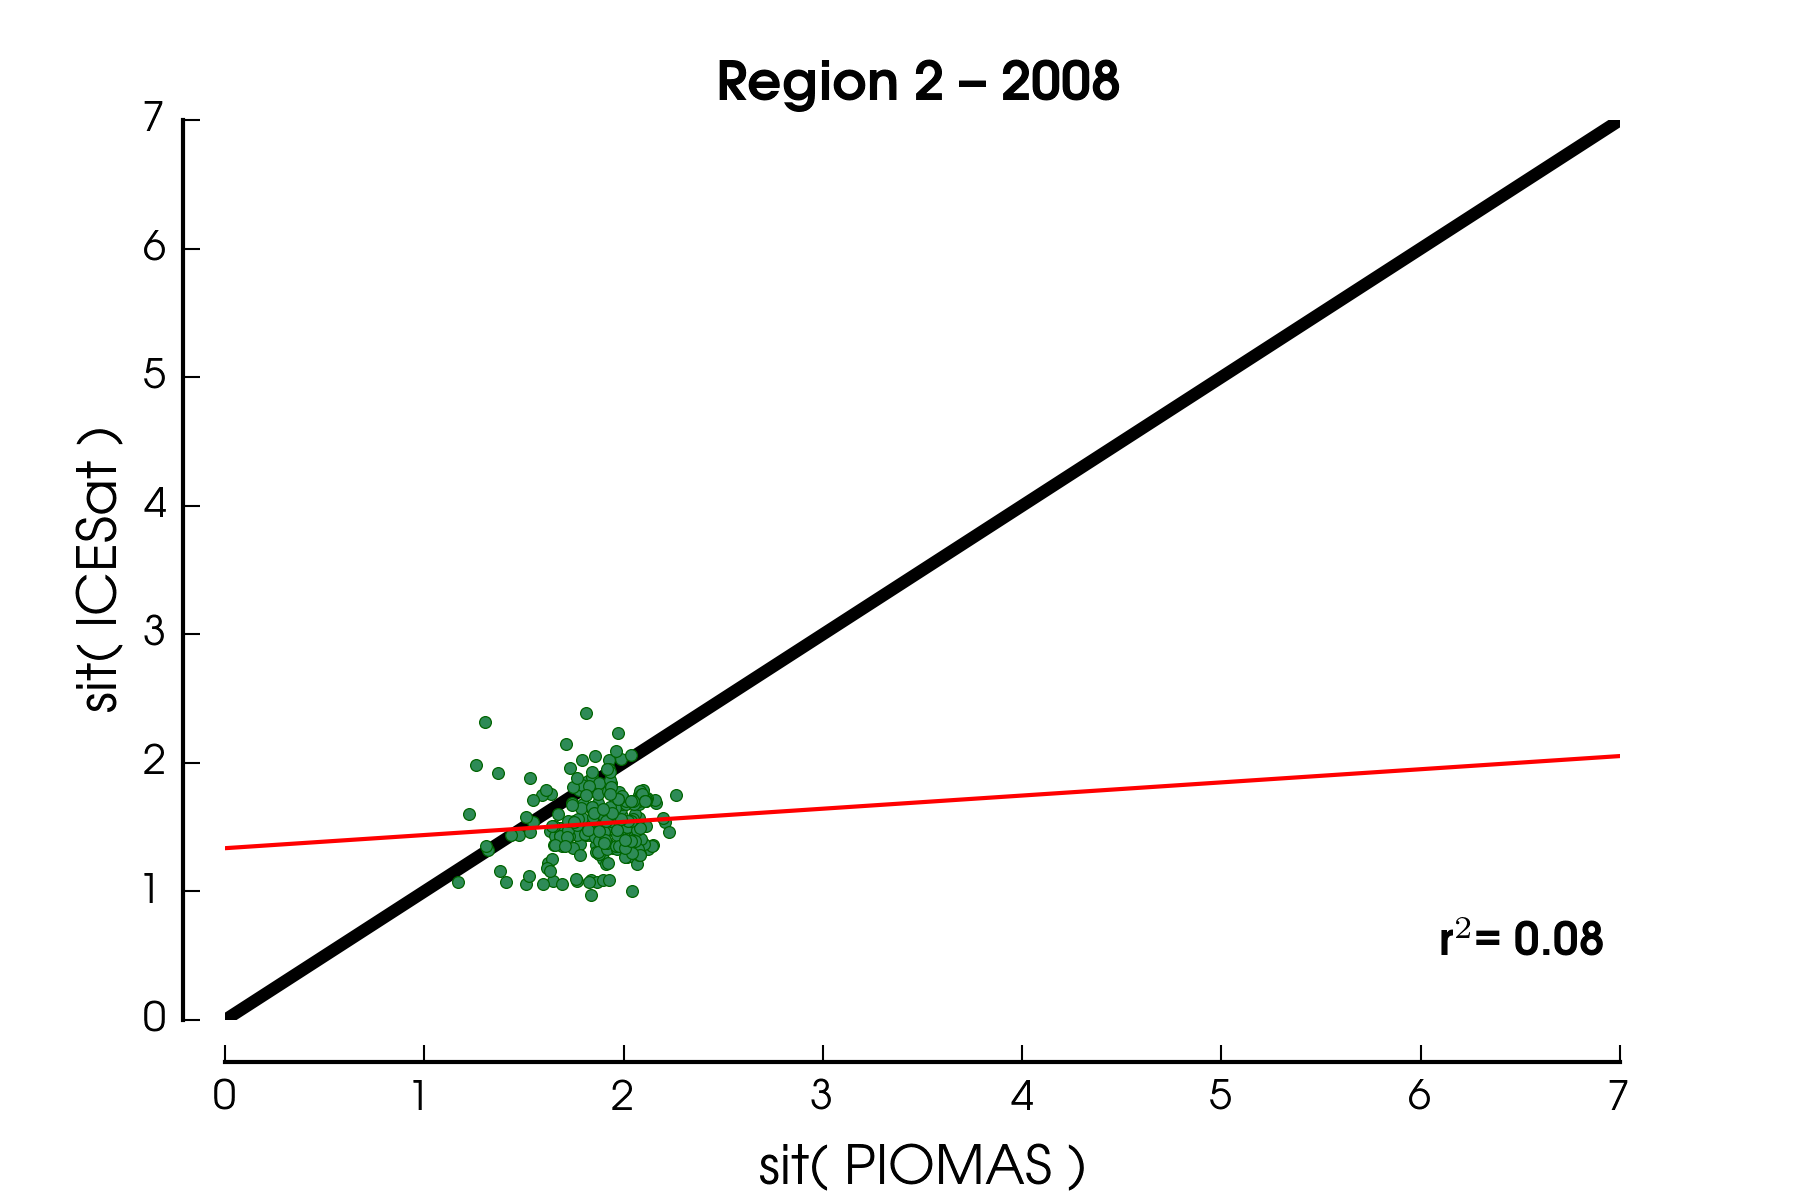 Region 2 – 2008
7
6
5
4
3
2
1
0
sit( ICESat )
r²= 0.08
0 1 2 3 4 5 6 7
sit( PIOMAS )